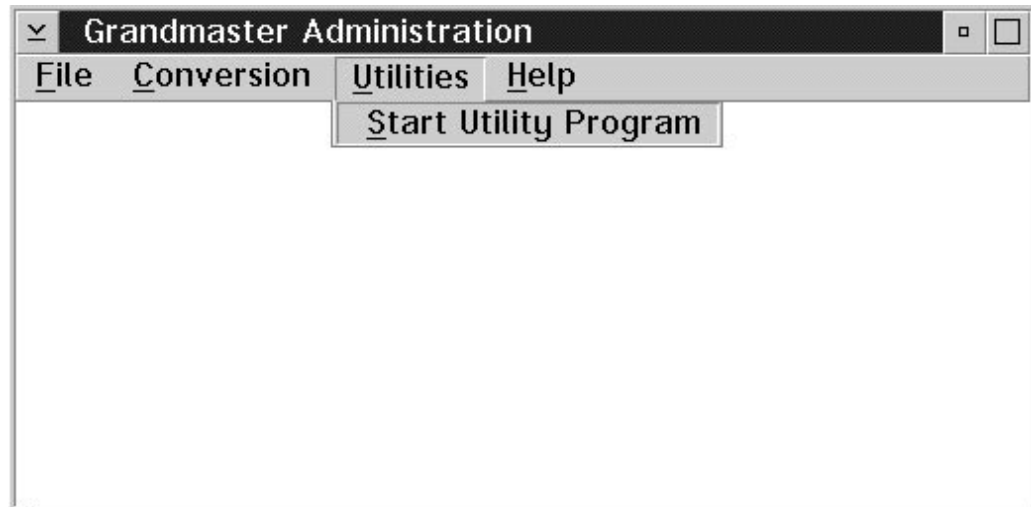 Grandmaster Administration
File Conversion Utilities Help
Start Utility Program